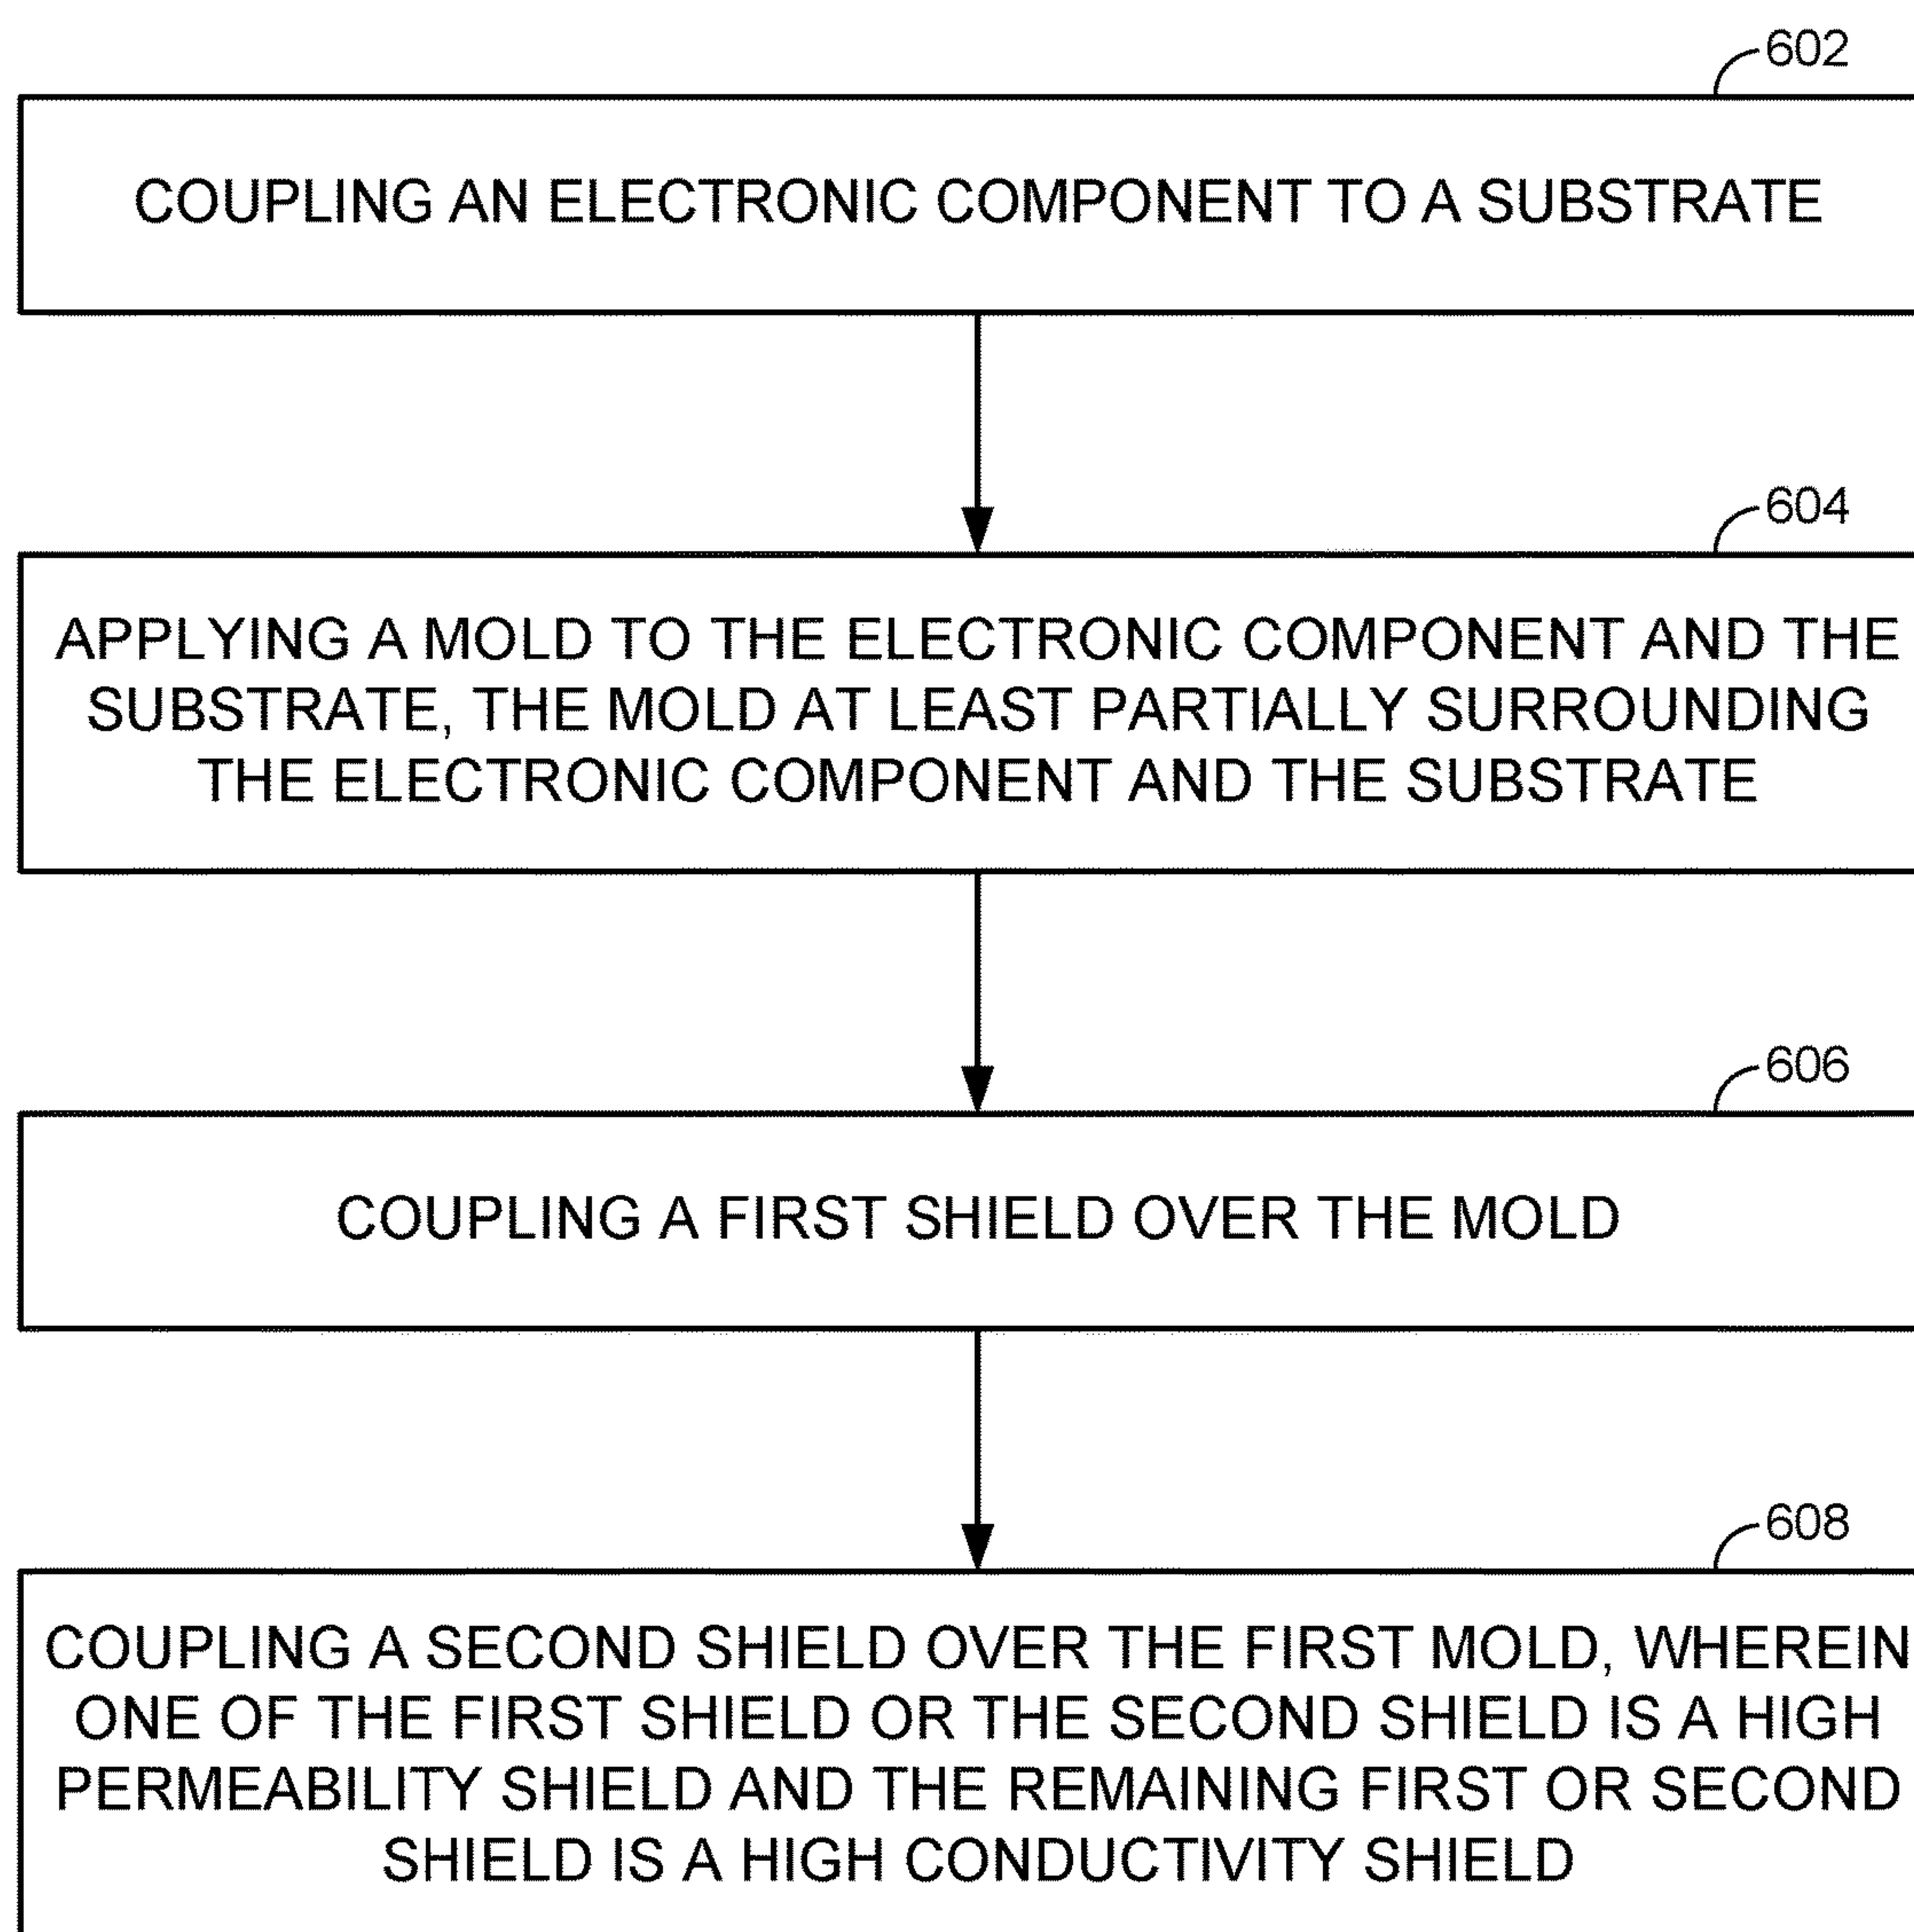 602
COUPLING AN ELECTRONIC COMPONENT TO A SUBSTRATE
604
APPLYING A MOLD TO THE ELECTRONIC COMPONENT AND THE
SUBSTRATE, THE MOLD AT LEAST PARTIALLY SURROUNDING
THE ELECTRONIC COMPONENT AND THE SUBSTRATE
606
COUPLING A FIRST SHIELD OVER THE MOLD
608
COUPLING A SECOND SHIELD OVER THE FIRST MOLD, WHEREIN
ONE OF THE FIRST SHIELD OR THE SECOND SHIELD IS A HIGH
PERMEABILITY SHIELD AND THE REMAINING FIRST OR SECOND
SHIELD IS A HIGH CONDUCTIVITY SHIELD